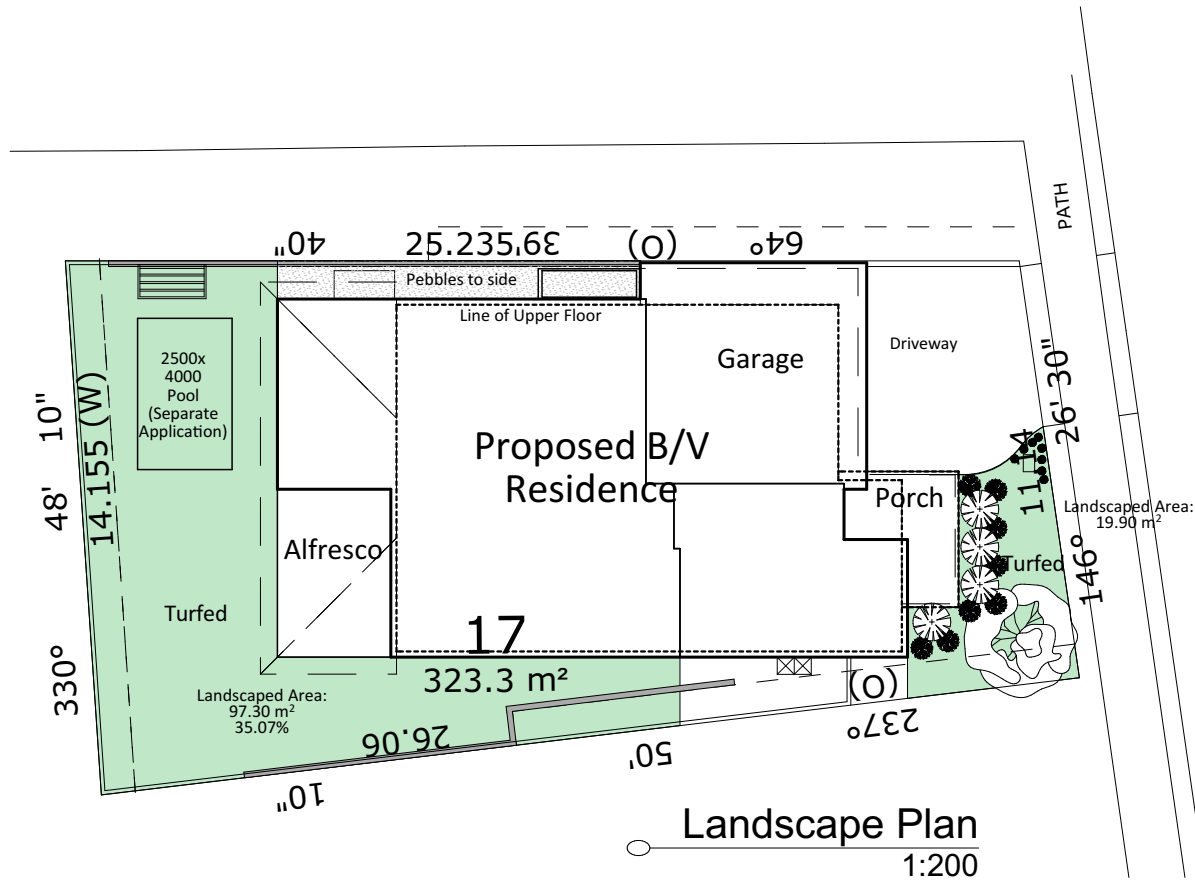 PATH
64° 39' 40"
25.235 (O)
Pebbles to side
Line of Upper Floor
Garage
Driveway
2500x
4000
Pool
(Separate
Application)
330° 48' 10"
14.155 (W)
Proposed B/V
Residence
Alfresco
Porch
146° 26' 30"
11.14
Landscaped Area:
19.90 m²
Turfed
Turfed
17
323.3 m²
Landscaped Area:
97.30 m²
35.07%
26.06 (O)
237° 50' 10"
Landscape Plan
1:200